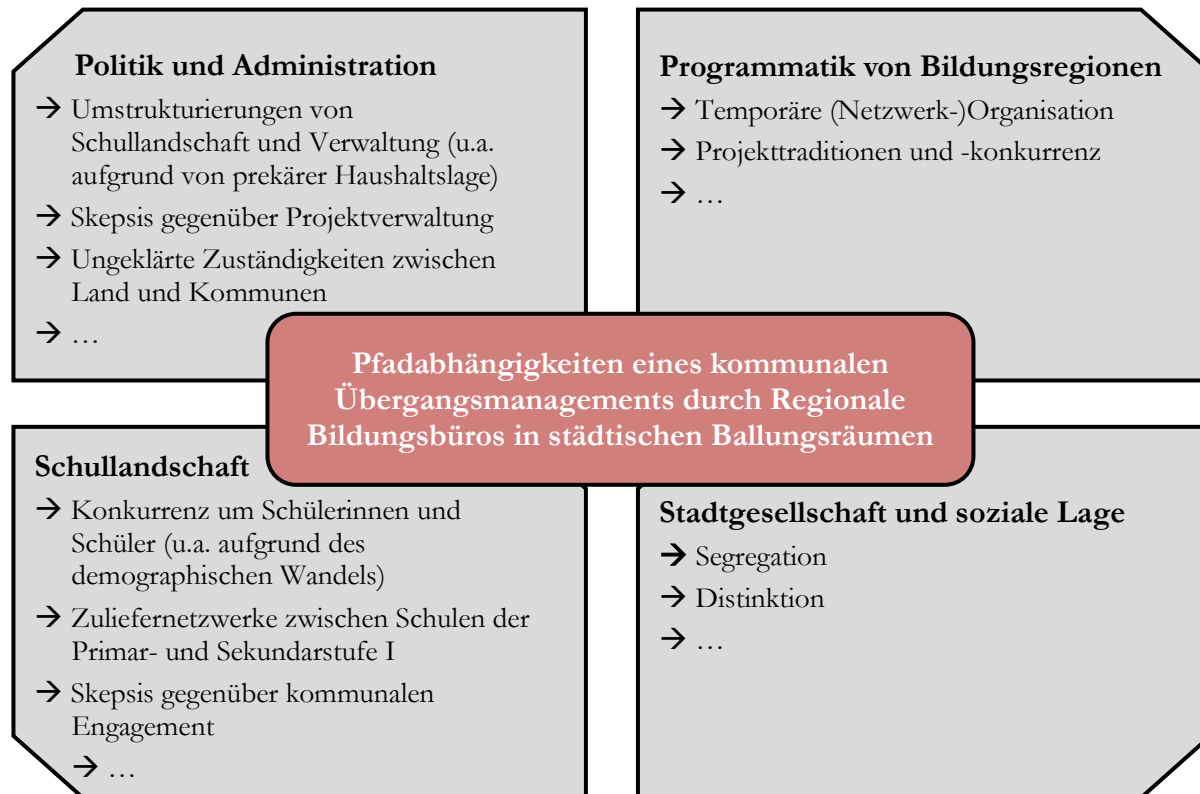 Politik und Administration
→ Umstrukturierungen von
Schullandschaft und Verwaltung (u.a.
aufgrund von prekärer Haushaltslage)
→ Skepsis gegenüber Projektverwaltung
→ Ungeklärte Zuständigkeiten zwischen
Land und Kommunen
→ …
Programmatik von Bildungsregionen
→ Temporäre (Netzwerk-)Organisation
→ Projekttraditionen und -konkurrenz
→ …
Pfadabhängigkeiten eines kommunalen
Übergangsmanagements durch Regionale
Bildungsbüros in städtischen Ballungsräumen
Schullandschaft
→ Konkurrenz um Schülerinnen und
Schüler (u.a. aufgrund des
demographischen Wandels)
→ Zuliefernetzwerke zwischen Schulen der
Primar- und Sekundarstufe I
→ Skepsis gegenüber kommunalen
Engagement
→ …
Stadtgesellschaft und soziale Lage
→ Segregation
→ Distinktion
→ …